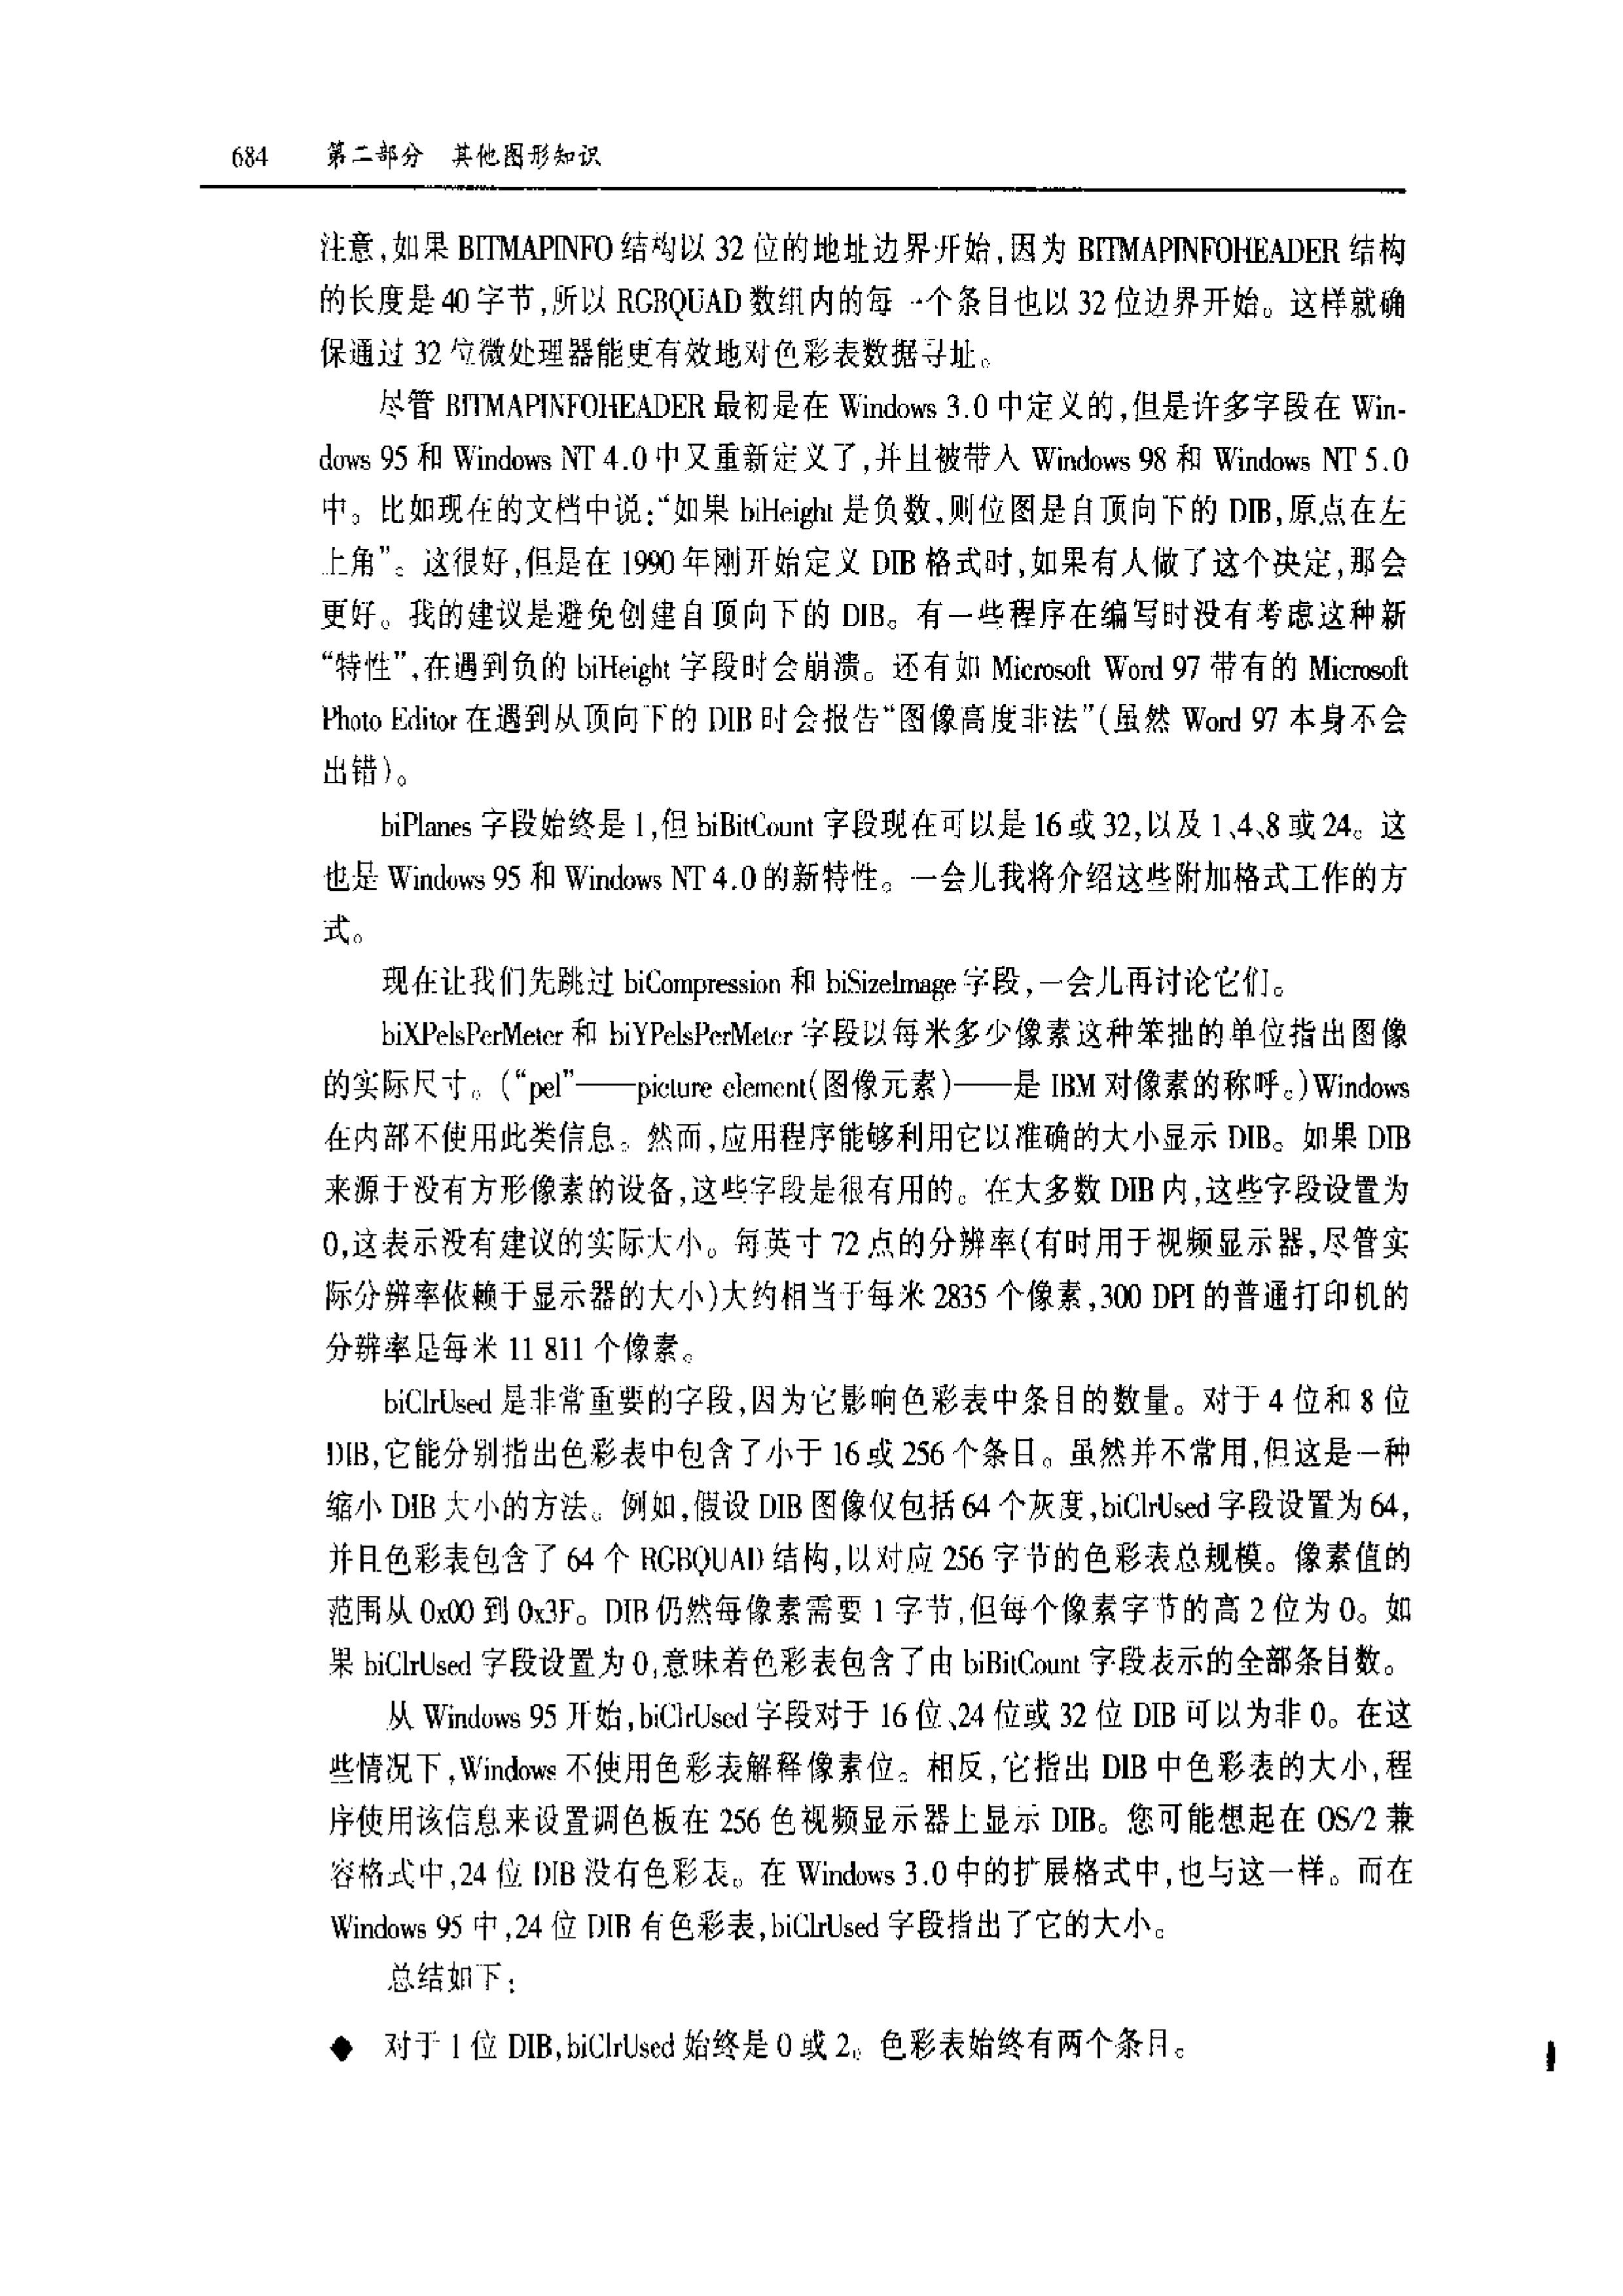 684 第二部分 其他图形知识
注意,如果 BITMAPINFO 结构以 32 位的地址边界开始,因为 BITMAPINFOHEADER 结构
的长度是 40 字节,所以 RGBQUAD 数组内的每一个条目也以 32 位边界开始。这样就确
保通过 32 位微处理器能更有效地对色彩表数据寻址。
尽管 BITMAPINFOHEADER 最初是在 Windows 3.0 中定义的,但是许多字段在 Win-
dows 95 和 Windows NT 4.0 中又重新定义了,并且被带入 Windows 98 和 Windows NT 5.0
中。比如现在的文档中说:“如果 biHeight 是负数,则位图是自顶向下的 DIB,原点在左
上角”。这很好,但是在 1990 年刚开始定义 DIB 格式时,如果有人做了这个决定,那会
更好。我的建议是避免创建自顶向下的 DIB。有一些程序在编写时没有考虑这种新
“特性”,在遇到负的 biHeight 字段时会崩溃。还有如 Microsoft Word 97 带有的 Microsoft
Photo Editor 在遇到从顶向下的 DIB 时会报告“图像高度非法”(虽然 Word 97 本身不会
出错)。
biPlanes 字段始终是 1,但 biBitCount 字段现在可以是 16 或 32,以及 1、4、8 或 24。这
也是 Windows 95 和 Windows NT 4.0 的新特性。一会儿我将介绍这些附加格式工作的方
式。
现在让我们先跳过 biCompression 和 biSizeImage 字段,一会儿再讨论它们。
biXPelsPerMeter 和 biYPelsPerMeter 字段以每米多少像素这种笨拙的单位指出图像
的实际尺寸。(“pel”——picture element(图像元素)——是 IBM 对像素的称呼。)Windows
在内部不使用此类信息。然而,应用程序能够利用它以准确的大小显示 DIB。如果 DIB
来源于没有方形像素的设备,这些字段是很有用的。在大多数 DIB 内,这些字段设置为
0,这表示没有建议的实际大小。每英寸 72 点的分辨率(有时用于视频显示器,尽管实
际分辨率依赖于显示器的大小)大约相当于每米 2835 个像素,300 DPI 的普通打印机的
分辨率是每米 11 811 个像素。
biClrUsed 是非常重要的字段,因为它影响色彩表中条目的数量。对于 4 位和 8 位
DIB,它能分别指出色彩表中包含了小于 16 或 256 个条目。虽然并不常用,但这是一种
缩小 DIB 大小的方法。例如,假设 DIB 图像仅包括 64 个灰度,biClrUsed 字段设置为 64,
并且色彩表包含了 64 个 RGBQUAD 结构,以对应 256 字节的色彩表总规模。像素值的
范围从 0x00 到 0x3F。DIB 仍然每像素需要 1 字节,但每个像素字节的高 2 位为 0。如
果 biClrUsed 字段设置为 0,意味着色彩表包含了由 biBitCount 字段表示的全部条目数。
从 Windows 95 开始,biClrUsed 字段对于 16 位、24 位或 32 位 DIB 可以为非 0。在这
些情况下,Windows 不使用色彩表解释像素位。相反,它指出 DIB 中色彩表的大小,程
序使用该信息来设置调色板在 256 色视频显示器上显示 DIB。您可能想起在 OS/2 兼
容格式中,24 位 DIB 没有色彩表。在 Windows 3.0 中的扩展格式中,也与这一样。而在
Windows 95 中,24 位 DIB 有色彩表,biClrUsed 字段指出了它的大小。
总结如下:
◆ 对于 1 位 DIB,biClrUsed 始终是 0 或 2。色彩表始终有两个条目。